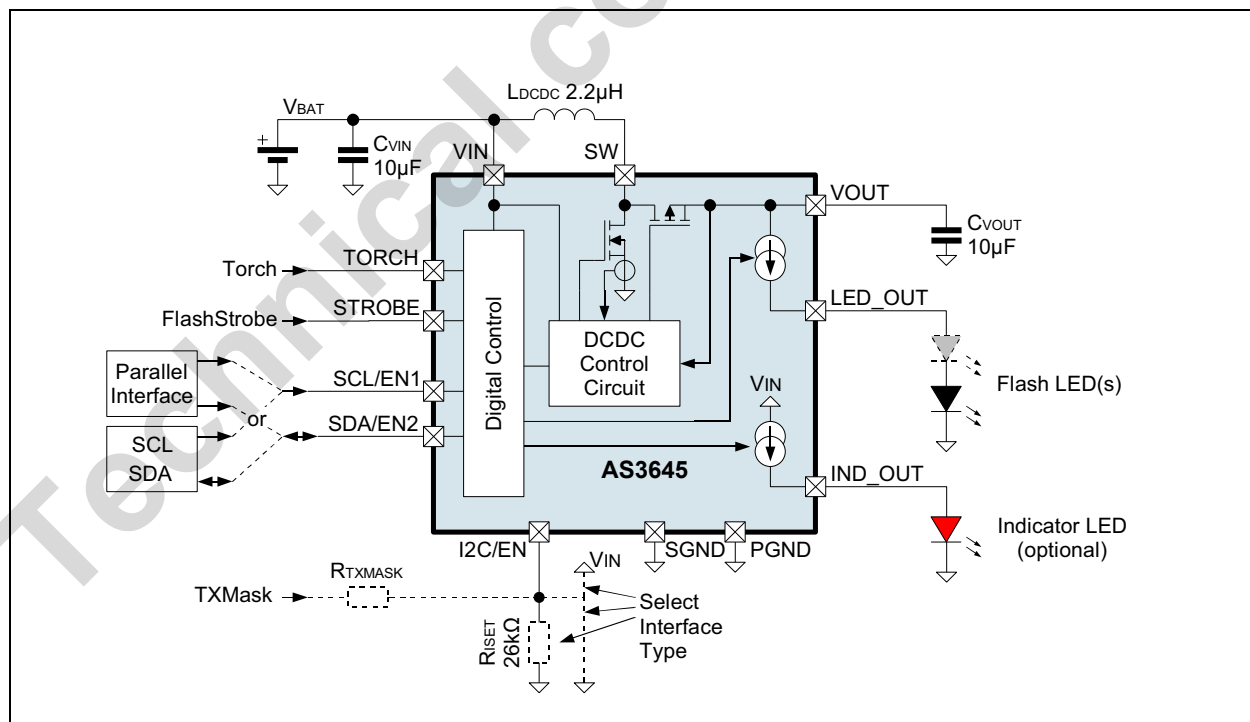 Technical co
LDCDC 2.2µH
VBAT
+
CVIN
10µF
VIN
SW
VOUT
CVOUT
10µF
Torch
TORCH
FlashStrobe
STROBE
LED_OUT
Digital Control
DCDC
Control
Circuit
Parallel
Interface
SCL/EN1
Flash LED(s)
or
VIN
SCL
SDA
SDA/EN2
AS3645
IND_OUT
Indicator LED
(optional)
I2C/EN
SGND
PGND
VIN
RTXMASK
TXMask
Select
Interface
Type
RISET
26kΩ